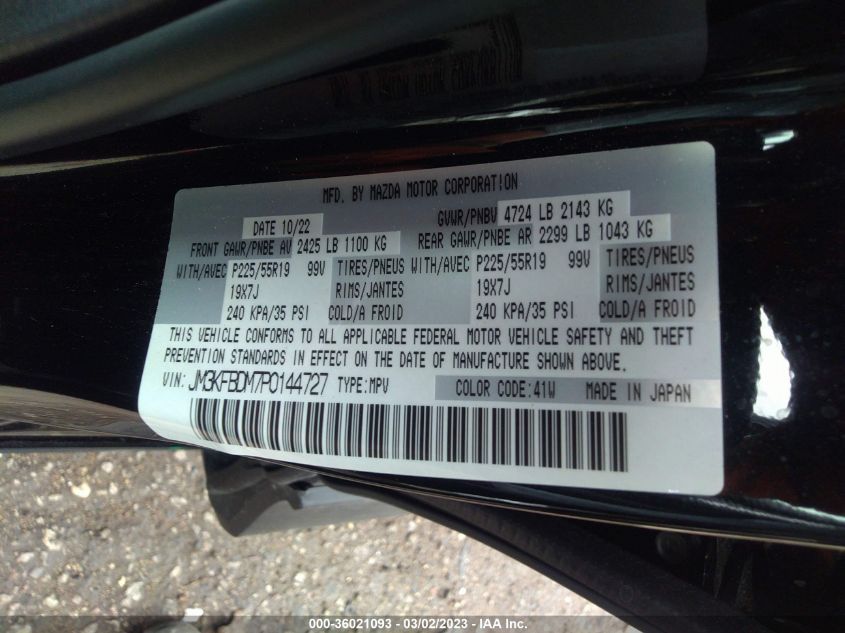 MFD. BY MAZDA MOTOR CORPORATION
DATE 10/22 GVWR/PNBV 4724 LB 2143 KG
FRONT GAWR/PNBE AV 2425 LB 1100 KG REAR GAWR/PNBE AR 2299 LB 1043 KG
WITH/AVEC P225/55R19 99V TIRES/PNEUS WITH/AVEC P225/55R19 99V TIRES/PNEUS
19X7J RIMS/JANTES 19X7J RIMS/JANTES
240 KPA/35 PSI COLD/A FROID 240 KPA/35 PSI COLD/A FROID
THIS VEHICLE CONFORMS TO ALL APPLICABLE FEDERAL MOTOR VEHICLE SAFETY AND THEFT
PREVENTION STANDARDS IN EFFECT ON THE DATE OF MANUFACTURE SHOWN ABOVE.
VIN: JM3KFBDM7P0144727 TYPE:MPV COLOR CODE:41W MADE IN JAPAN
000-36021093 - 03/02/2023 - IAA Inc.